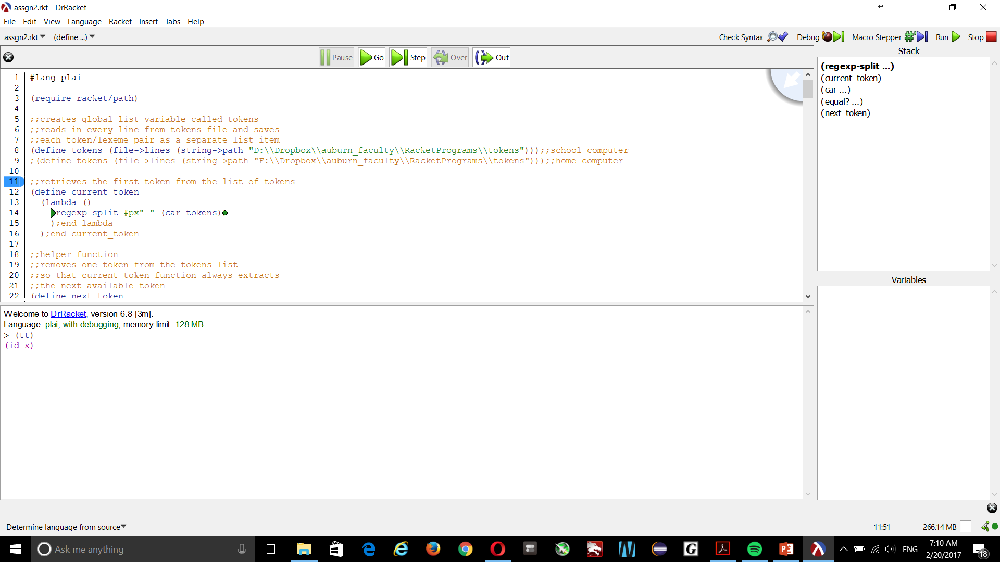 assgn2.rkt - DrRacket
File Edit View Language Racket Insert Tabs Help
assgn2.rkt (define ...) Check Syntax Debug Macro Stepper Run Stop
Pause Go Step Over Out
Stack
(regexp-split ...)
(current_token)
(car ...)
(equal? ...)
(next_token)
Variables
1 #lang plai
2
3 (require racket/path)
4
5 ;;creates global list variable called tokens
6 ;;reads in every line from tokens file and saves
7 ;;each token/lexeme pair as a separate list item
8 (define tokens (file->lines (string->path "D:\\Dropbox\\auburn_faculty\\RacketPrograms\\tokens")));;school computer
9 ;(define tokens (file->lines (string->path "F:\\Dropbox\\auburn_faculty\\RacketPrograms\\tokens")));;home computer
10
11 ;;retrieves the first token from the list of tokens
12 (define current_token
13 (lambda ()
14 regexp-split #px" " (car tokens)
15 );end lambda
16 );end current_token
17
18 ;;helper function
19 ;;removes one token from the tokens list
20 ;;so that current_token function always extracts
21 ;;the next available token
22 (define next_token
Welcome to DrRacket, version 6.8 [3m].
Language: plai, with debugging; memory limit: 128 MB.
> (tt)
(id x)
Determine language from source 11:51 266.14 MB
Ask me anything
ENG
7:10 AM
2/20/2017
18